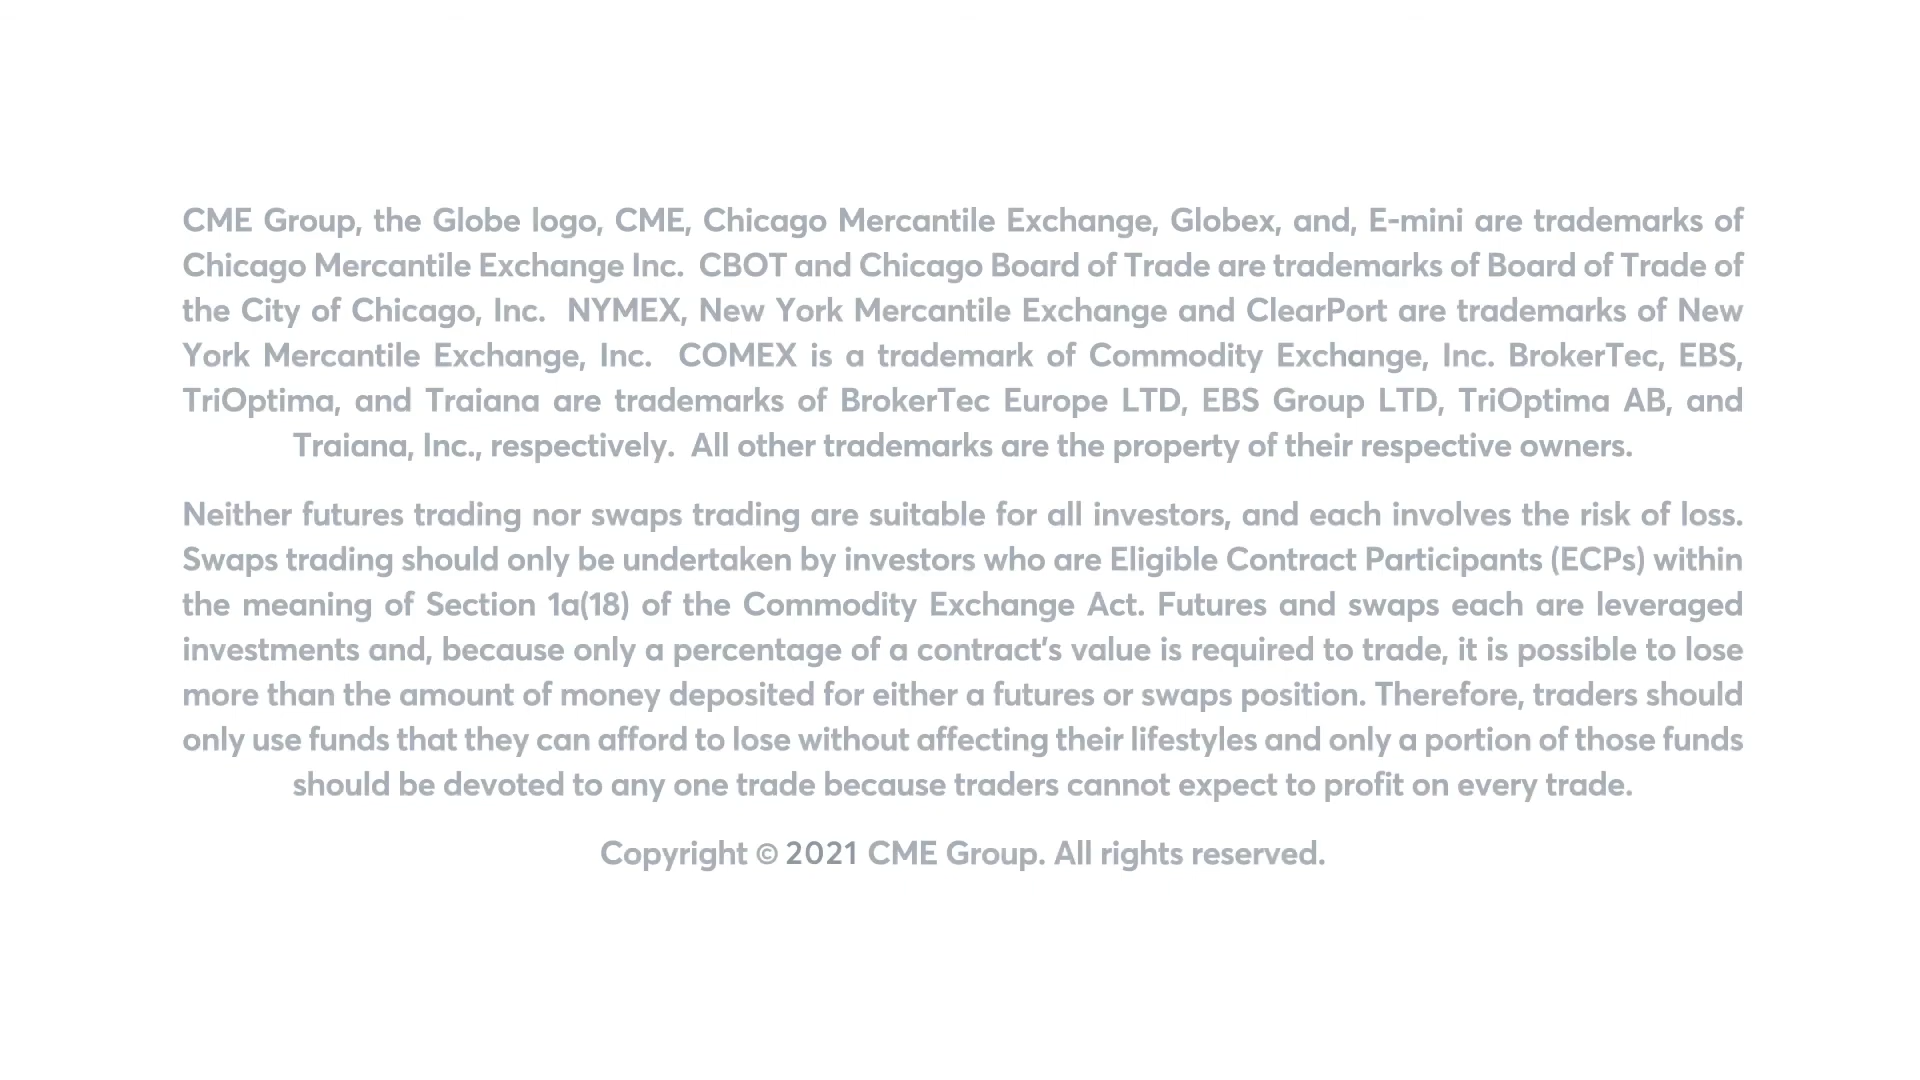 CME Group, the Globe logo, CME, Chicago Mercantile Exchange, Globex, and, E-mini are trademarks of
Chicago Mercantile Exchange Inc.  CBOT and Chicago Board of Trade are trademarks of Board of Trade of
the City of Chicago, Inc.  NYMEX, New York Mercantile Exchange and ClearPort are trademarks of New
York Mercantile Exchange, Inc.  COMEX is a trademark of Commodity Exchange, Inc. BrokerTec, EBS,
TriOptima, and Traiana are trademarks of BrokerTec Europe LTD, EBS Group LTD, TriOptima AB, and
Traiana, Inc., respectively.  All other trademarks are the property of their respective owners.
Neither futures trading nor swaps trading are suitable for all investors, and each involves the risk of loss.
Swaps trading should only be undertaken by investors who are Eligible Contract Participants (ECPs) within
the meaning of Section 1a(18) of the Commodity Exchange Act. Futures and swaps each are leveraged
investments and, because only a percentage of a contract's value is required to trade, it is possible to lose
more than the amount of money deposited for either a futures or swaps position. Therefore, traders should
only use funds that they can afford to lose without affecting their lifestyles and only a portion of those funds
should be devoted to any one trade because traders cannot expect to profit on every trade.
Copyright © 2021 CME Group. All rights reserved.